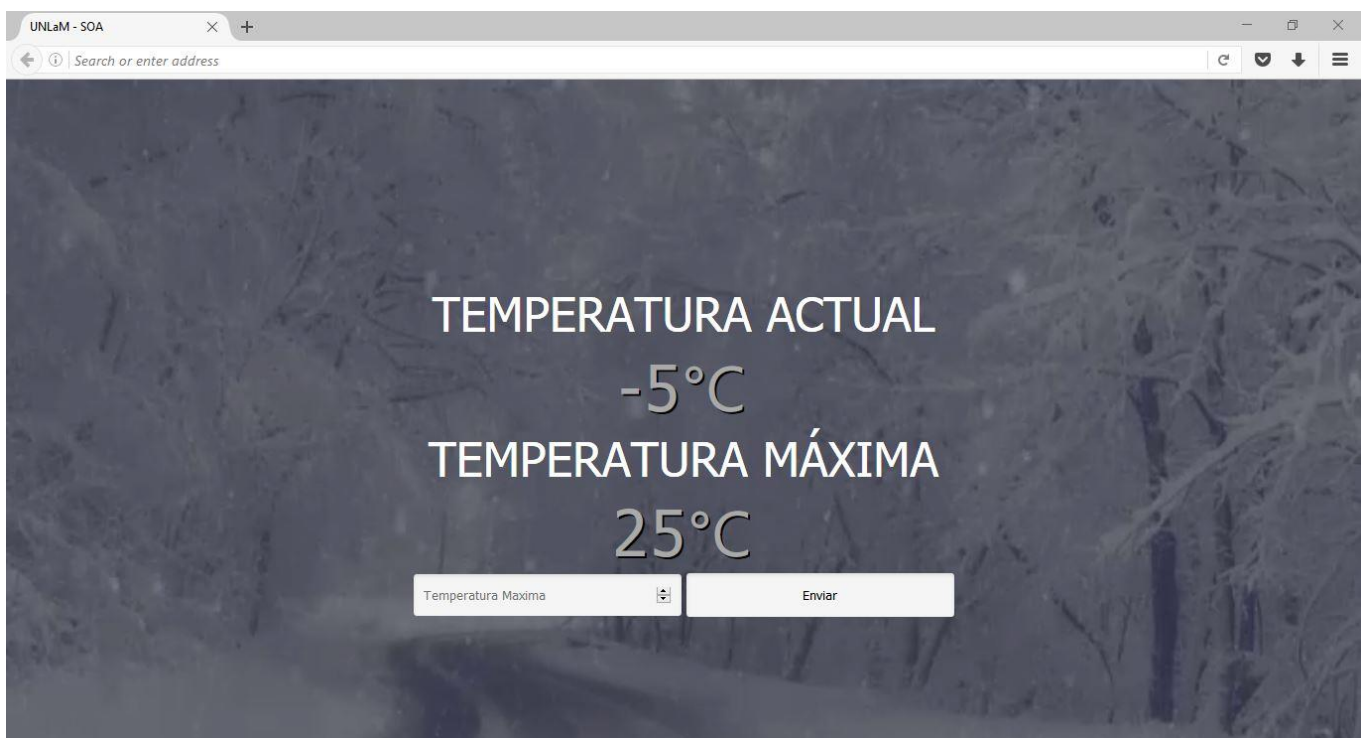 UNLaM - SOA
Search or enter address
TEMPERATURA ACTUAL
-5°C
TEMPERATURA MÁXIMA
25°C
Temperatura Maxima Enviar